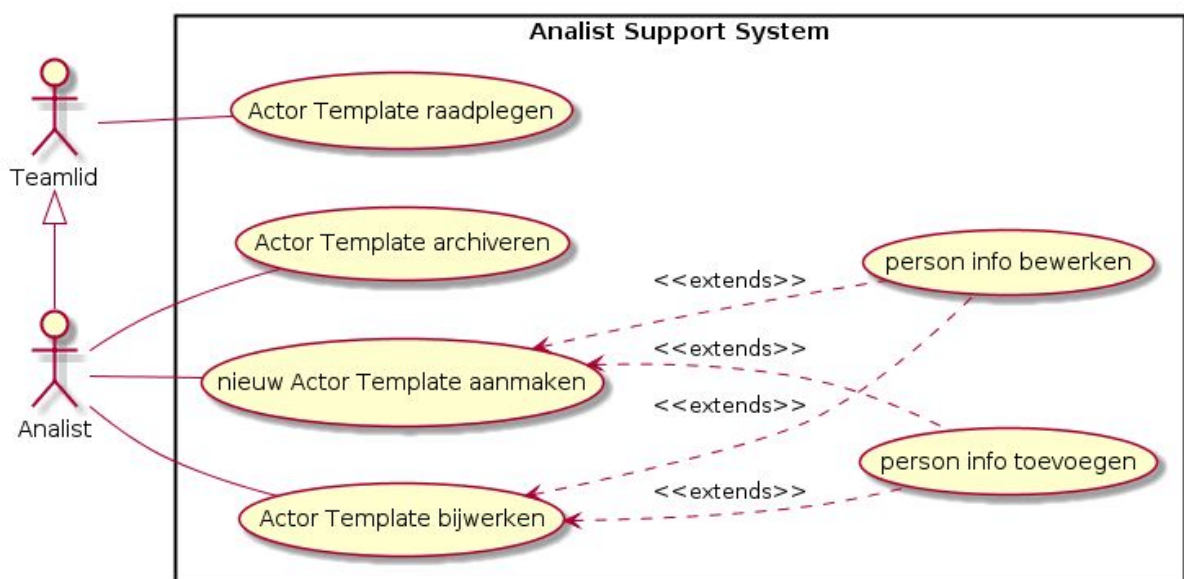 Analist Support System
Actor Template raadplegen
Teamlid
Actor Template archiveren
person info bewerken
<<extends>>
<<extends>>
nieuw Actor Template aanmaken
<<extends>>
Analist
person info toevoegen
<<extends>>
Actor Template bijwerken